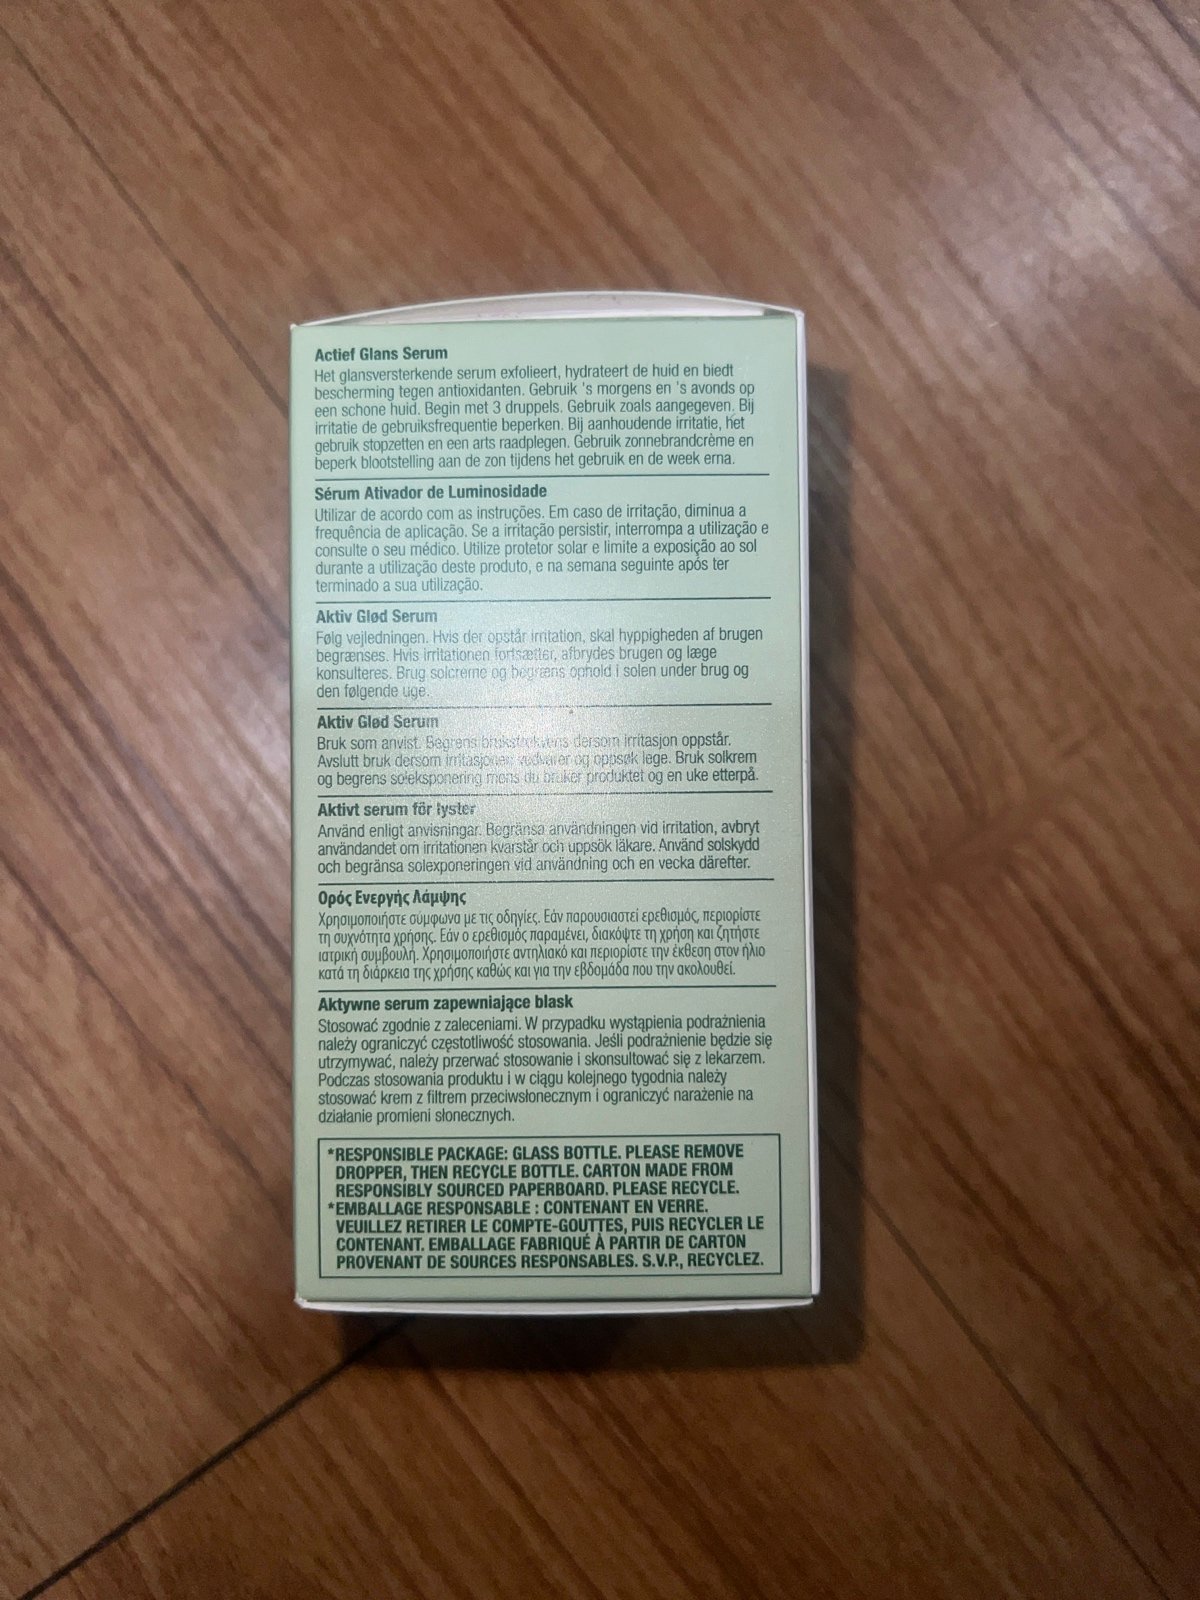 Actief Glans Serum
Het glansversterkende serum exfolieert, hydrateert de huid en biedt
bescherming tegen antioxidanten. Gebruik 's morgens en 's avonds op
een schone huid. Begin met 3 druppels. Gebruik zoals aangegeven. Bij
irritatie de gebruiksfrequentie beperken. Bij aanhoudende irritatie, het
gebruik stopzetten en een arts raadplegen. Gebruik zonnebrandcrème en
beperk blootstelling aan de zon tijdens het gebruik en de week erna.
Sérum Ativador de Luminosidade
Utilizar de acordo com as instruções. Em caso de irritação, diminua a
frequência de aplicação. Se a irritação persistir, interrompa a utilização e
consulte o seu médico. Utilize protetor solar e limite a exposição ao sol
durante a utilização deste produto, e na semana seguinte após ter
terminado a sua utilização.
Aktiv Glød Serum
Følg vejledningen. Hvis der opstår irritation, skal hyppigheden af brugen
begrænses. Hvis irritationen fortsætter, afbrydes brugen og læge
konsulteres. Brug solcreme og begræns ophold i solen under brug og
den følgende uge.
Aktiv Glød Serum
Bruk som anvist. Begrens bruksfrekvens dersom irritasjon oppstår.
Avslutt bruk dersom irritasjonen vedvarer og oppsøk lege. Bruk solkrem
og begrens soleksponering mens du bruker produktet og en uke etterpå.
Aktivt serum för lyster
Använd enligt anvisningar. Begränsa användningen vid irritation, avbryt
användandet om irritationen kvarstår och uppsök läkare. Använd solskydd
och begränsa solexponeringen vid användning och en vecka därefter.
Ορός Ενεργής Λάμψης
Χρησιμοποιήστε σύμφωνα με τις οδηγίες. Εάν παρουσιαστεί ερεθισμός, περιορίστε
τη συχνότητα χρήσης. Εάν ο ερεθισμός παραμένει, διακόψτε τη χρήση και ζητήστε
ιατρική συμβουλή. Χρησιμοποιήστε αντηλιακό και περιορίστε την έκθεση στον ήλιο
κατά τη διάρκεια της χρήσης καθώς και για την εβδομάδα που την ακολουθεί.
Aktywne serum zapewniające blask
Stosować zgodnie z zaleceniami. W przypadku wystąpienia podrażnienia
należy ograniczyć częstotliwość stosowania. Jeśli podrażnienie będzie się
utrzymywać, należy przerwać stosowanie i skonsultować się z lekarzem.
Podczas stosowania produktu i w ciągu kolejnego tygodnia należy
stosować krem z filtrem przeciwsłonecznym i ograniczyć narażenie na
działanie promieni słonecznych.
*RESPONSIBLE PACKAGE: GLASS BOTTLE. PLEASE REMOVE
DROPPER, THEN RECYCLE BOTTLE. CARTON MADE FROM
RESPONSIBLY SOURCED PAPERBOARD. PLEASE RECYCLE.
*EMBALLAGE RESPONSABLE : CONTENANT EN VERRE.
VEUILLEZ RETIRER LE COMPTE-GOUTTES, PUIS RECYCLER LE
CONTENANT. EMBALLAGE FABRIQUÉ À PARTIR DE CARTON
PROVENANT DE SOURCES RESPONSABLES. S.V.P., RECYCLEZ.